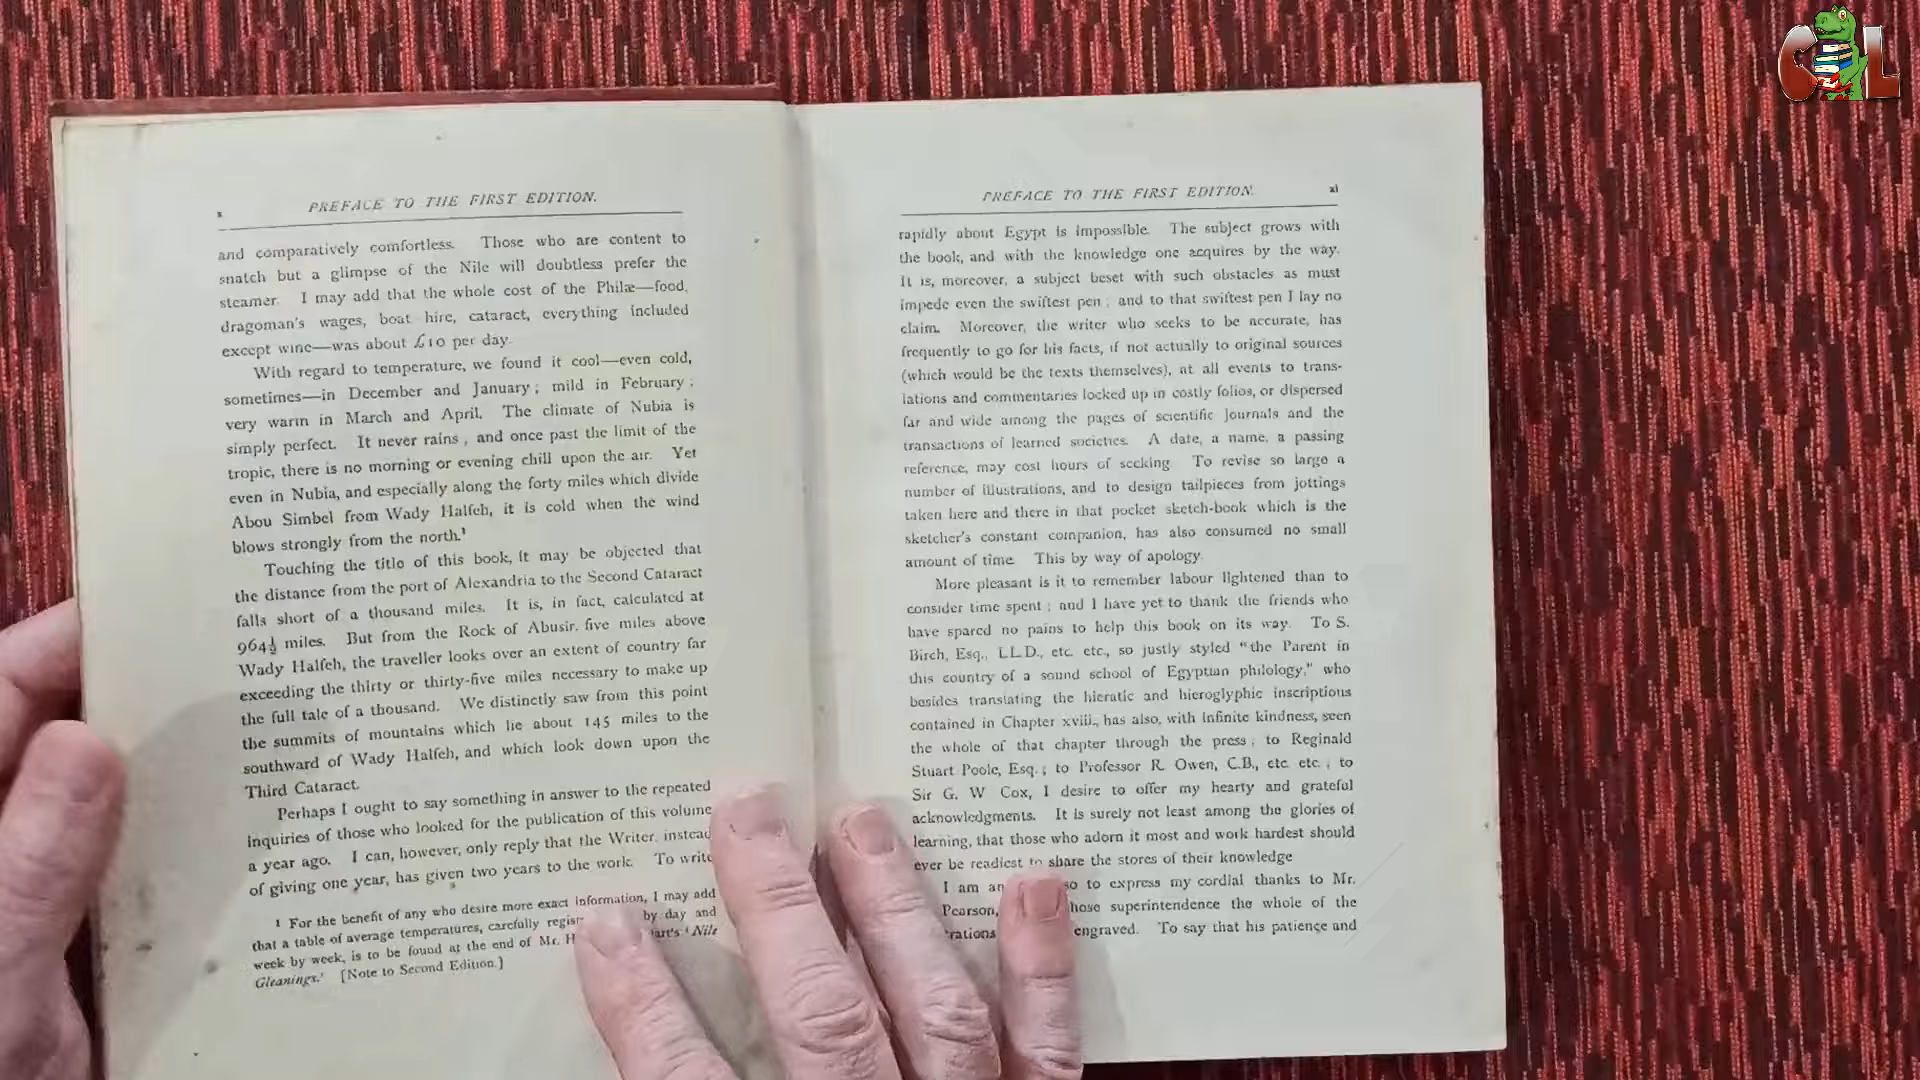 x PREFACE TO THE FIRST EDITION.
and comparatively comfortless. Those who are content to
snatch but a glimpse of the Nile will doubtless prefer the
steamer. I may add that the whole cost of the Philæ—food,
dragoman's wages, boat hire, cataract, everything included
except wine—was about £10 per day.
With regard to temperature, we found it cool—even cold,
sometimes—in December and January; mild in February;
very warm in March and April. The climate of Nubia is
simply perfect. It never rains, and once past the limit of the
tropic, there is no morning or evening chill upon the air. Yet
even in Nubia, and especially along the forty miles which divide
Abou Simbel from Wady Halfeh, it is cold when the wind
blows strongly from the north.¹
Touching the title of this book, it may be objected that
the distance from the port of Alexandria to the Second Cataract
falls short of a thousand miles. It is, in fact, calculated at
964½ miles. But from the Rock of Abusir, five miles above
Wady Halfeh, the traveller looks over an extent of country far
exceeding the thirty or thirty-five miles necessary to make up
the full tale of a thousand. We distinctly saw from this point
the summits of mountains which lie about 145 miles to the
southward of Wady Halfeh, and which look down upon the
Third Cataract.
Perhaps I ought to say something in answer to the repeated
inquiries of those who looked for the publication of this volume
a year ago. I can, however, only reply that the Writer, instead
of giving one year, has given two years to the work. To write
1 For the benefit of any who desire more exact information, I may add
that a table of average temperatures, carefully by day and
week by week, is to be found at the end of Mr. 'Nile
Gleanings.' [Note to Second Edition.]
PREFACE TO THE FIRST EDITION. xi
rapidly about Egypt is impossible. The subject grows with
the book, and with the knowledge one acquires by the way.
It is, moreover, a subject beset with such obstacles as must
impede even the swiftest pen; and to that swiftest pen I lay no
claim. Moreover, the writer who seeks to be accurate, has
frequently to go for his facts, if not actually to original sources
(which would be the texts themselves), at all events to trans-
lations and commentaries locked up in costly folios, or dispersed
far and wide among the pages of scientific journals and the
transactions of learned societies. A date, a name, a passing
reference, may cost hours of seeking. To revise so large a
number of illustrations, and to design tailpieces from jottings
taken here and there in that pocket sketch-book which is the
sketcher's constant companion, has also consumed no small
amount of time. This by way of apology.
More pleasant is it to remember labour lightened than to
consider time spent; and I have yet to thank the friends who
have spared no pains to help this book on its way. To S.
Birch, Esq., LL.D., etc. etc., so justly styled "the Parent in
this country of a sound school of Egyptian philology," who
besides translating the hieratic and hieroglyphic inscriptions
contained in Chapter xviii., has also, with infinite kindness, seen
the whole of that chapter through the press; to Reginald
Stuart Poole, Esq.; to Professor R. Owen, C.B., etc. etc.; to
Sir G. W Cox, I desire to offer my hearty and grateful
acknowledgments. It is surely not least among the glories of
learning, that those who adorn it most and work hardest should
ever be readiest to share the stores of their knowledge
I am to express my cordial thanks to Mr.
Pearson, superintendence the whole of the
engraved. To say that his patience and